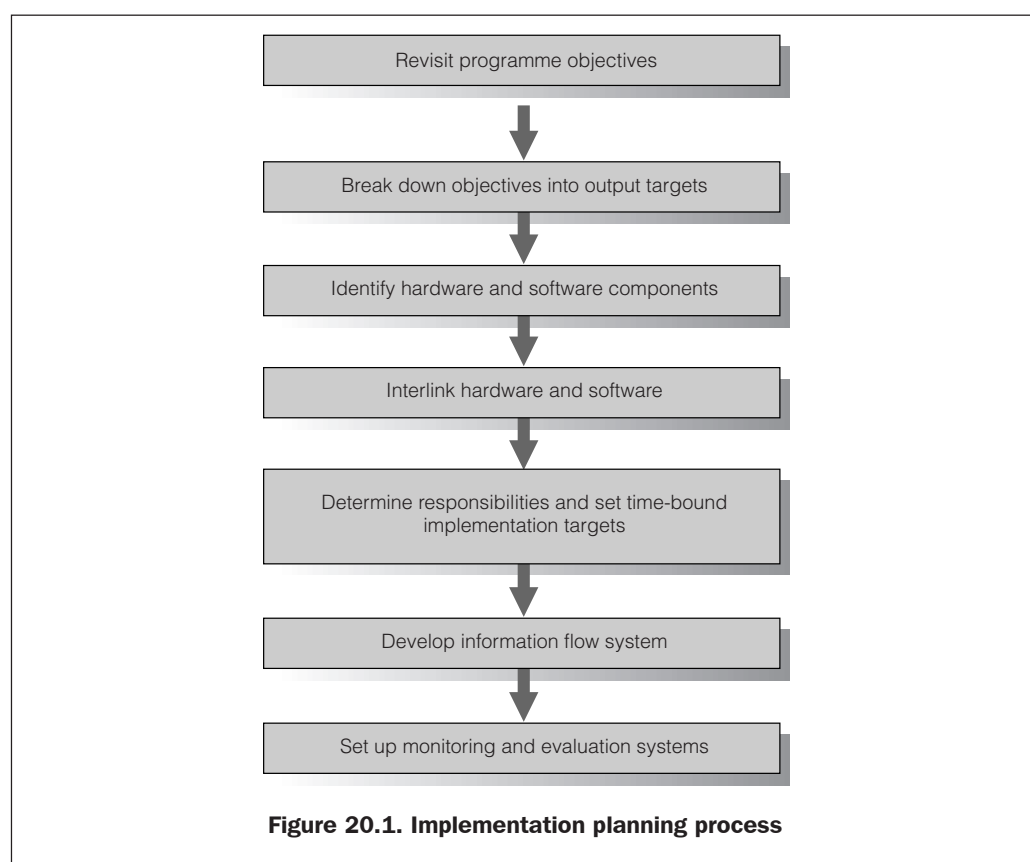 Revisit programme objectives
Break down objectives into output targets
Identify hardware and software components
Interlink hardware and software
Determine responsibilities and set time-bound
implementation targets
Develop information flow system
Set up monitoring and evaluation systems
Figure 20.1. Implementation planning process